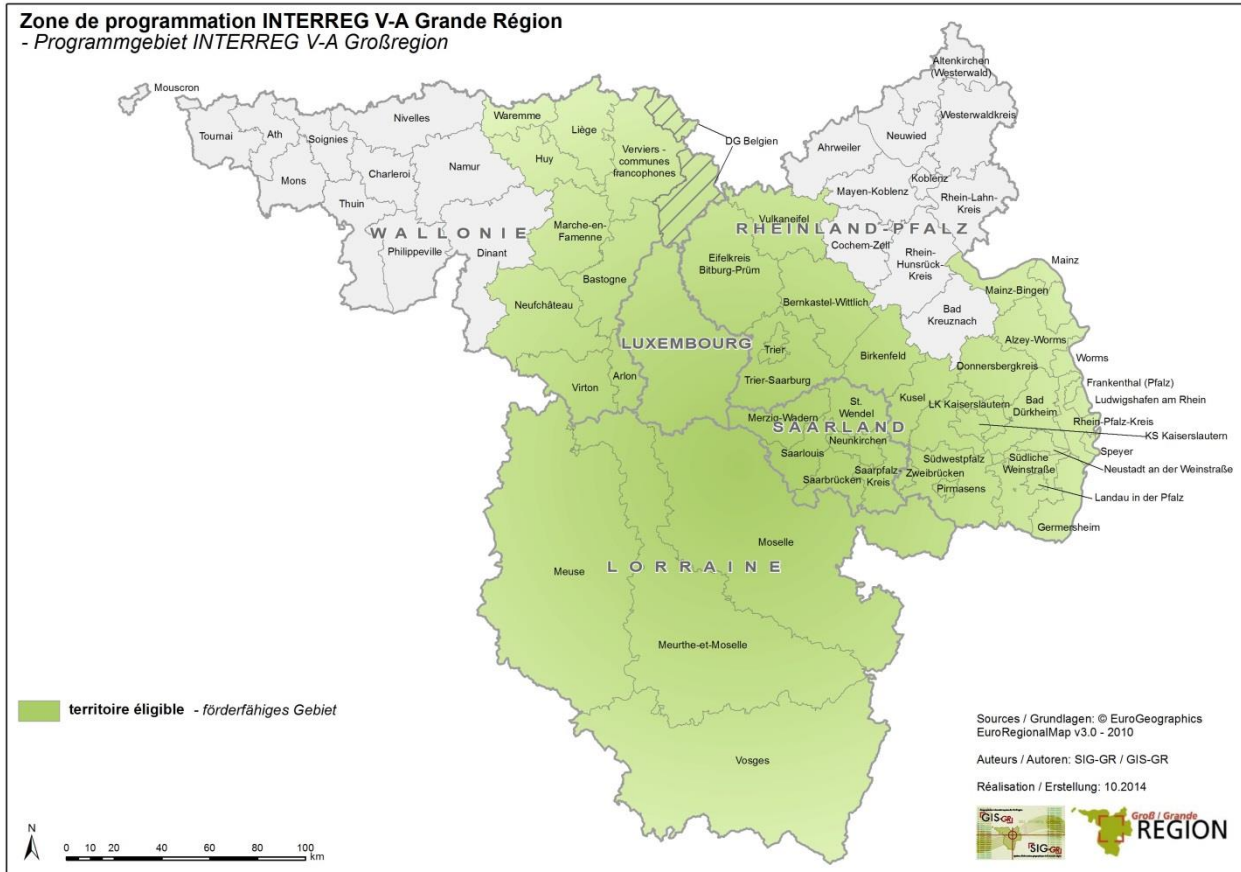 Zone de programmation INTERREG V-A Grande Région
- Programmgebiet INTERREG V-A Großregion
Mouscron
Tournai
Ath
Soignies
Nivelles
Mons
Charleroi
Namur
Thuin
WALLONIE
Philippeville
Dinant
Waremme
Liège
Huy
Verviers -
communes
francophones
DG Belgien
Marche-en-
Famenne
Bastogne
Neufchâteau
Virton
Arlon
LUXEMBOURG
Altenkirchen
(Westerwald)
Westerwaldkreis
Neuwied
Ahrweiler
Koblenz
Mayen-Koblenz
Rhein-Lahn-
Kreis
Vulkaneifel
RHEINLAND-PFALZ
Cochem-Zell
Rhein-
Hunsrück-
Kreis
Eifelkreis
Bitburg-Prüm
Bernkastel-Wittlich
Bad
Kreuznach
Mainz
Mainz-Bingen
Alzey-Worms
Worms
Trier
Trier-Saarburg
Birkenfeld
Donnersbergkreis
Frankenthal (Pfalz)
Ludwigshafen am Rhein
Kusel
LK Kaiserslautern
Bad
Dürkheim
Rhein-Pfalz-Kreis
KS Kaiserslautern
Speyer
Neustadt an der Weinstraße
St.
Wendel
Merzig-Wadern
SAARLAND
Neunkirchen
Saarlouis
Saarbrücken
Saarpfalz-
Kreis
Südwestpfalz
Zweibrücken
Pirmasens
Südliche
Weinstraße
Landau in der Pfalz
Germersheim
Moselle
Meuse
LORRAINE
Meurthe-et-Moselle
Vosges
territoire éligible - förderfähiges Gebiet
Sources / Grundlagen: © EuroGeographics
EuroRegionalMap v3.0 - 2010
Auteurs / Autoren: SIG-GR / GIS-GR
Réalisation / Erstellung: 10.2014
GIS-GR
SIG-GR
Groß / Grande
REGION
N
0 10 20 40 60 80 100
km